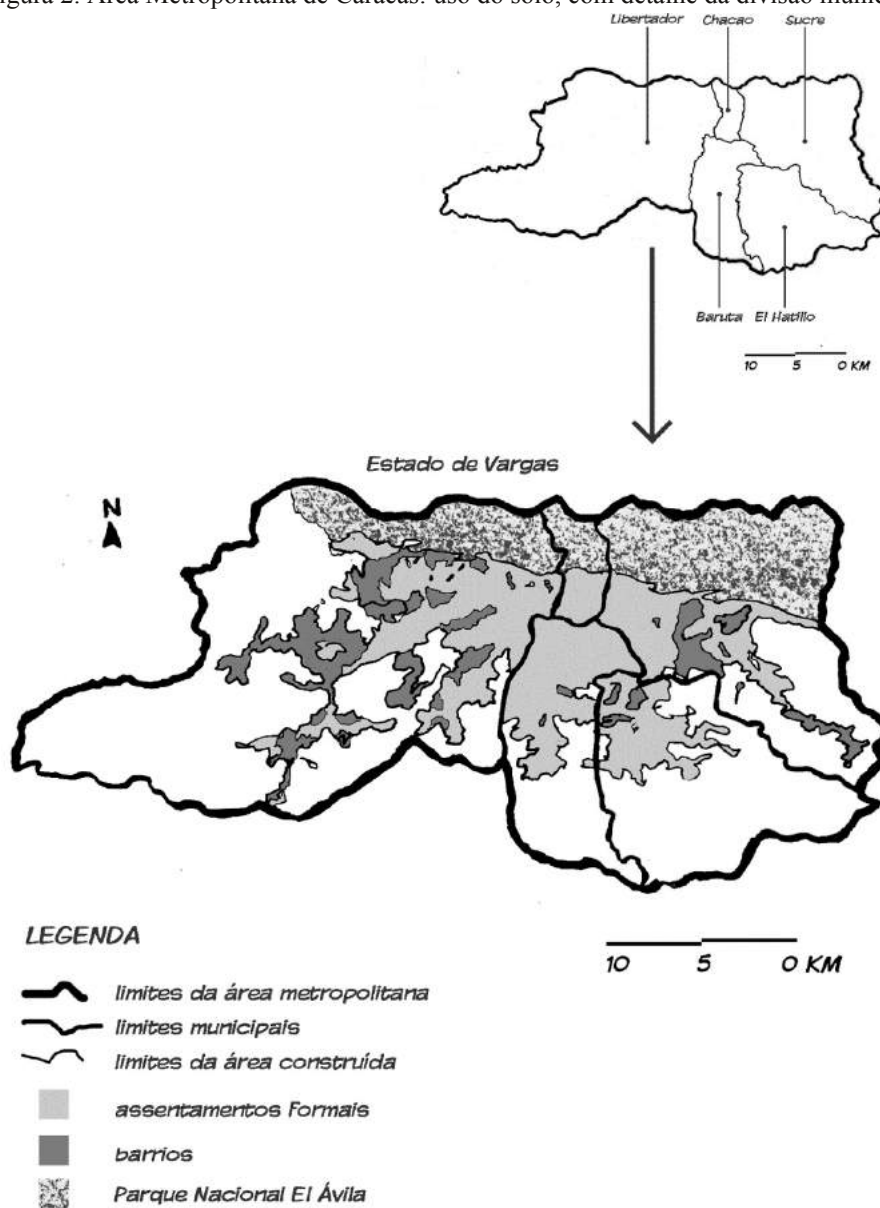 Figura 2: Área Metropolitana de Caracas: uso do solo, com detalhe da divisão
Libertador Chacao Sucre
Baruta El Hatillo
10 5 0 KM
Estado de Vargas
N
LEGENDA
10 5 0 KM
limites da área metropolitana
limites municipais
limites da área construída
assentamentos Formais
barrios
Parque Nacional El Ávila